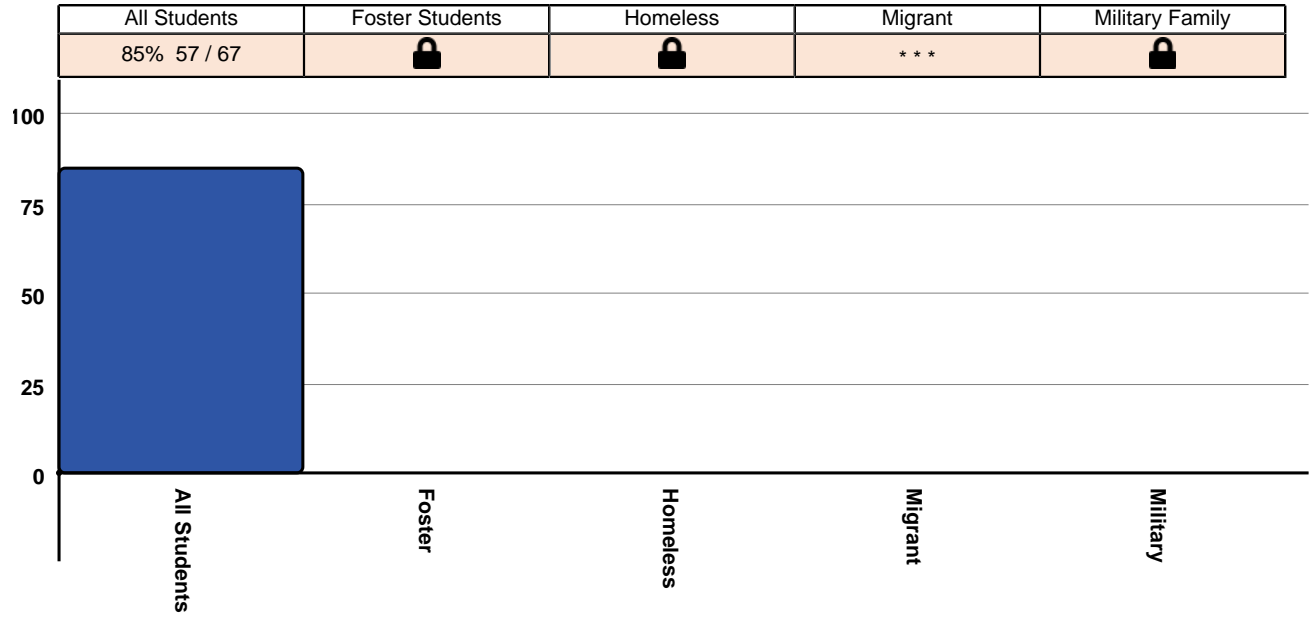 All Students Foster Students Homeless Migrant Military Family
85% 57 / 67 * * *
100
75
50
25
0
All Students Foster Homeless Migrant Military